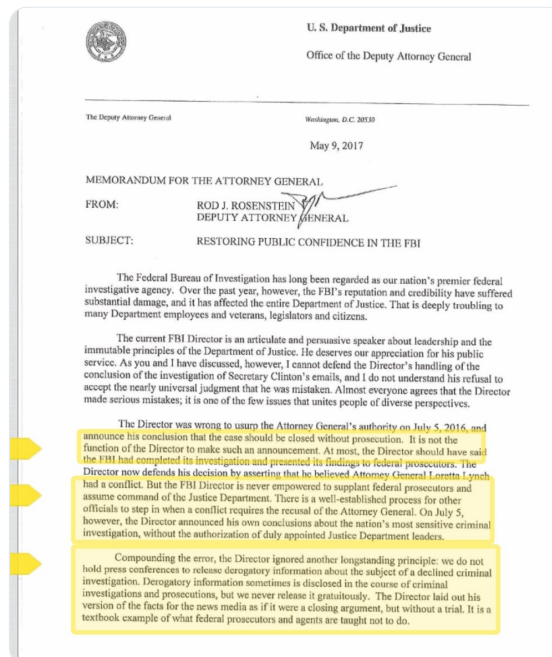 U. S. Department of Justice
Office of the Deputy Attorney General
The Deputy Attorney General
Washington, D.C. 20530
May 9, 2017
MEMORANDUM FOR THE ATTORNEY GENERAL
FROM: ROD J. ROSENSTEIN
DEPUTY ATTORNEY GENERAL
SUBJECT: RESTORING PUBLIC CONFIDENCE IN THE FBI
The Federal Bureau of Investigation has long been regarded as our nation's premier federal
investigative agency. Over the past year, however, the FBI's reputation and credibility have suffered
substantial damage, and it has affected the entire Department of Justice. That is deeply troubling to
many Department employees and veterans, legislators and citizens.
The current FBI Director is an articulate and persuasive speaker about leadership and the
immutable principles of the Department of Justice. He deserves our appreciation for his public
service. As you and I have discussed, however, I cannot defend the Director's handling of the
conclusion of the investigation of Secretary Clinton's emails, and I do not understand his refusal to
accept the nearly universal judgment that he was mistaken. Almost everyone agrees that the Director
made serious mistakes; it is one of the few issues that unites people of diverse perspectives.
The Director was wrong to usurp the Attorney General's authority on July 5, 2016, and
announce his conclusion that the case should be closed without prosecution. It is not the
function of the Director to make such an announcement. At most, the Director should have said
the FBI had completed its investigation and presented its findings to federal prosecutors. The
Director now defends his decision by asserting that he believed Attorney General Loretta Lynch
had a conflict. But the FBI Director is never empowered to supplant federal prosecutors and
assume command of the Justice Department. There is a well-established process for other
officials to step in when a conflict requires the recusal of the Attorney General. On July 5,
however, the Director announced his own conclusions about the nation's most sensitive criminal
investigation, without the authorization of duly appointed Justice Department leaders.
Compounding the error, the Director ignored another longstanding principle: we do not
hold press conferences to release derogatory information about the subject of a declined criminal
investigation. Derogatory information sometimes is disclosed in the course of criminal
investigations and prosecutions, but we never release it gratuitously. The Director laid out his
version of the facts for the news media as if it were a closing argument, but without a trial. It is a
textbook example of what federal prosecutors and agents are taught not to do.